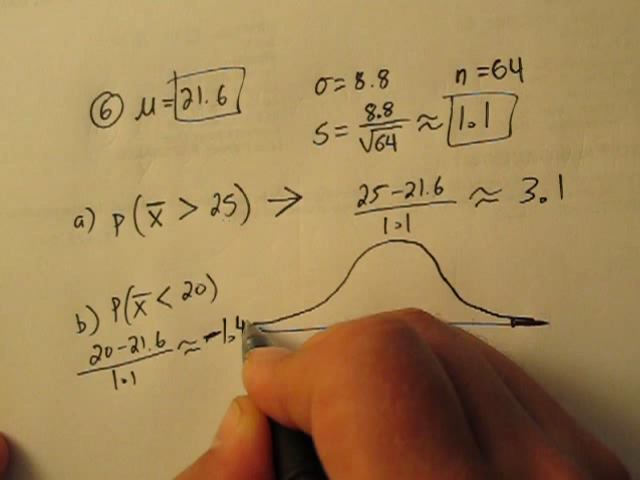 ⑥ μ = 21.6
σ = 8.8 n = 64
S = 8.8/√64 ≈ 1.1
a) P(x̄ > 25) → (25 − 21.6)/1.1 ≈ 3.1
b) P(x̄ < 20)
(20 − 21.6)/1.1 ≈ −1.4